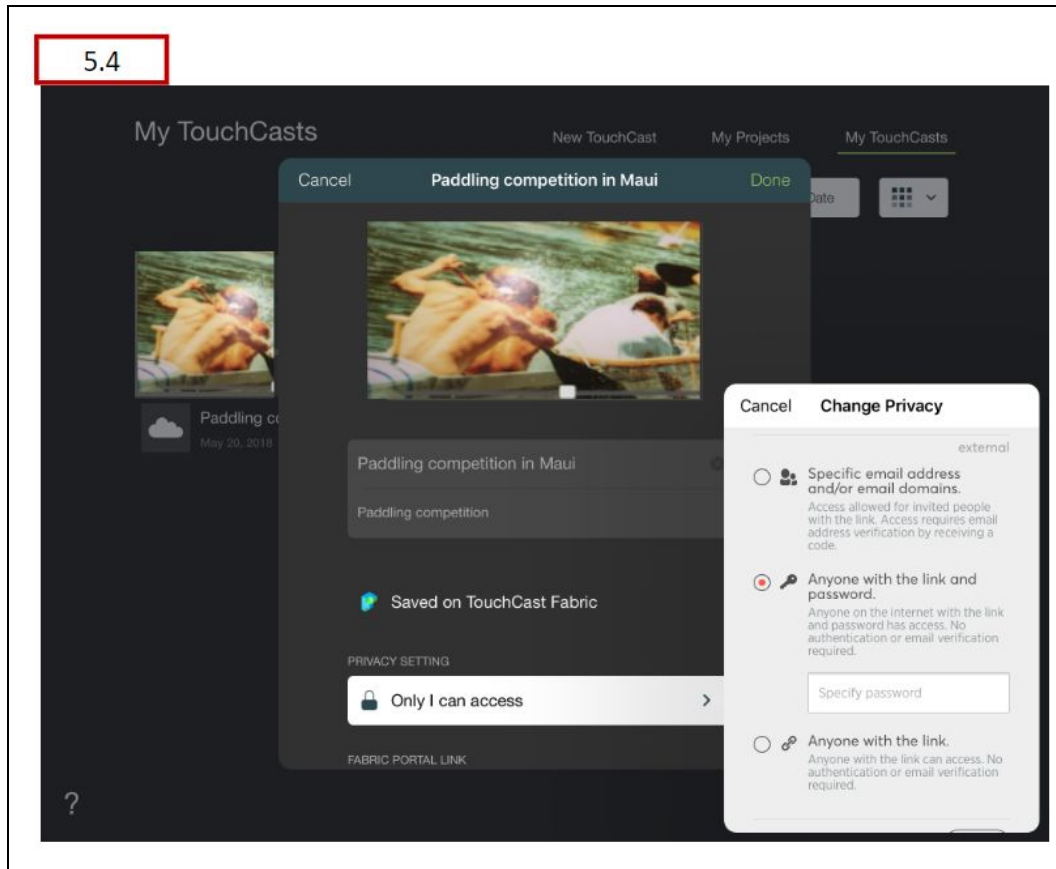 5.4
My TouchCasts
New TouchCast
My Projects
My TouchCasts
Cancel
Paddling competition in Maui
Done
Date
Paddling co
May 20, 2018
Paddling competition in Maui
Paddling competition
Saved on TouchCast Fabric
PRIVACY SETTING
Only I can access
FABRIC PORTAL LINK
?
Cancel
Change Privacy
external
Specific email address
and/or email domains.
Access allowed for invited people
with the link. Access requires email
address verification by receiving a
code.
Anyone with the link and
password.
Anyone on the internet with the link
and password has access. No
authentication or email verification
required.
Specify password
Anyone with the link.
Anyone with the link can access. No
authentication or email verification
required.